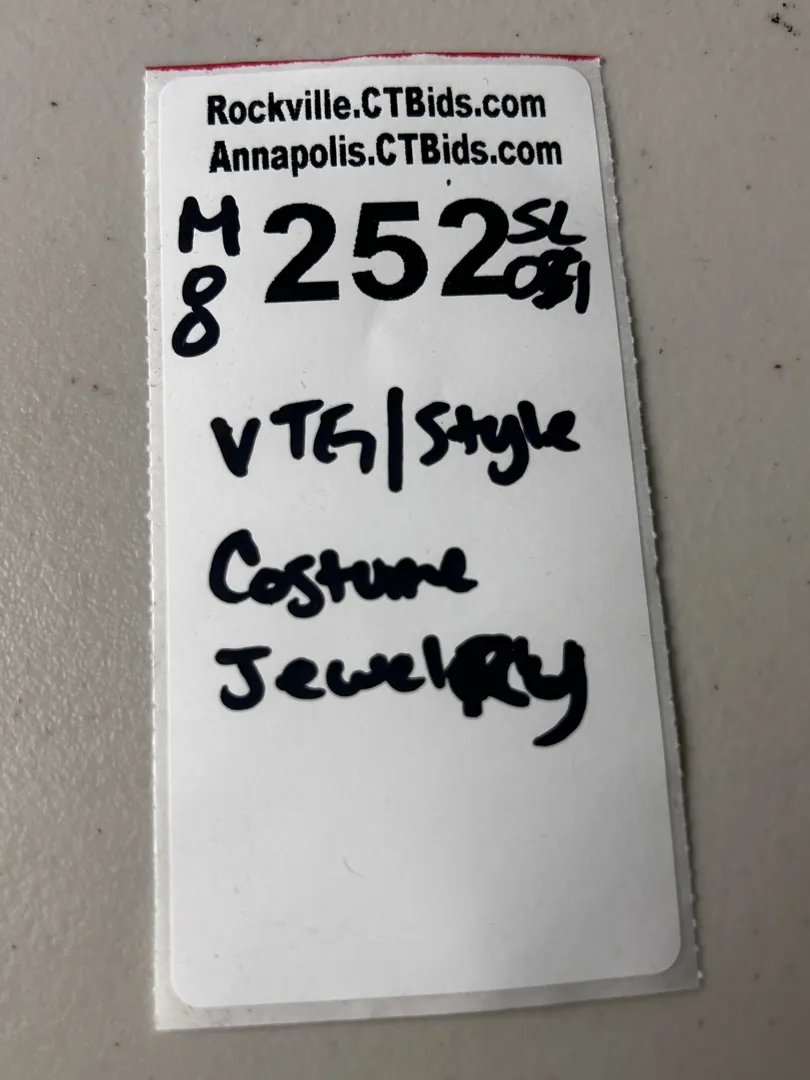 Rockville.CTBids.com
Annapolis.CTBids.com
M 252 SL
8
VTG/Style
Costume
Jewelry